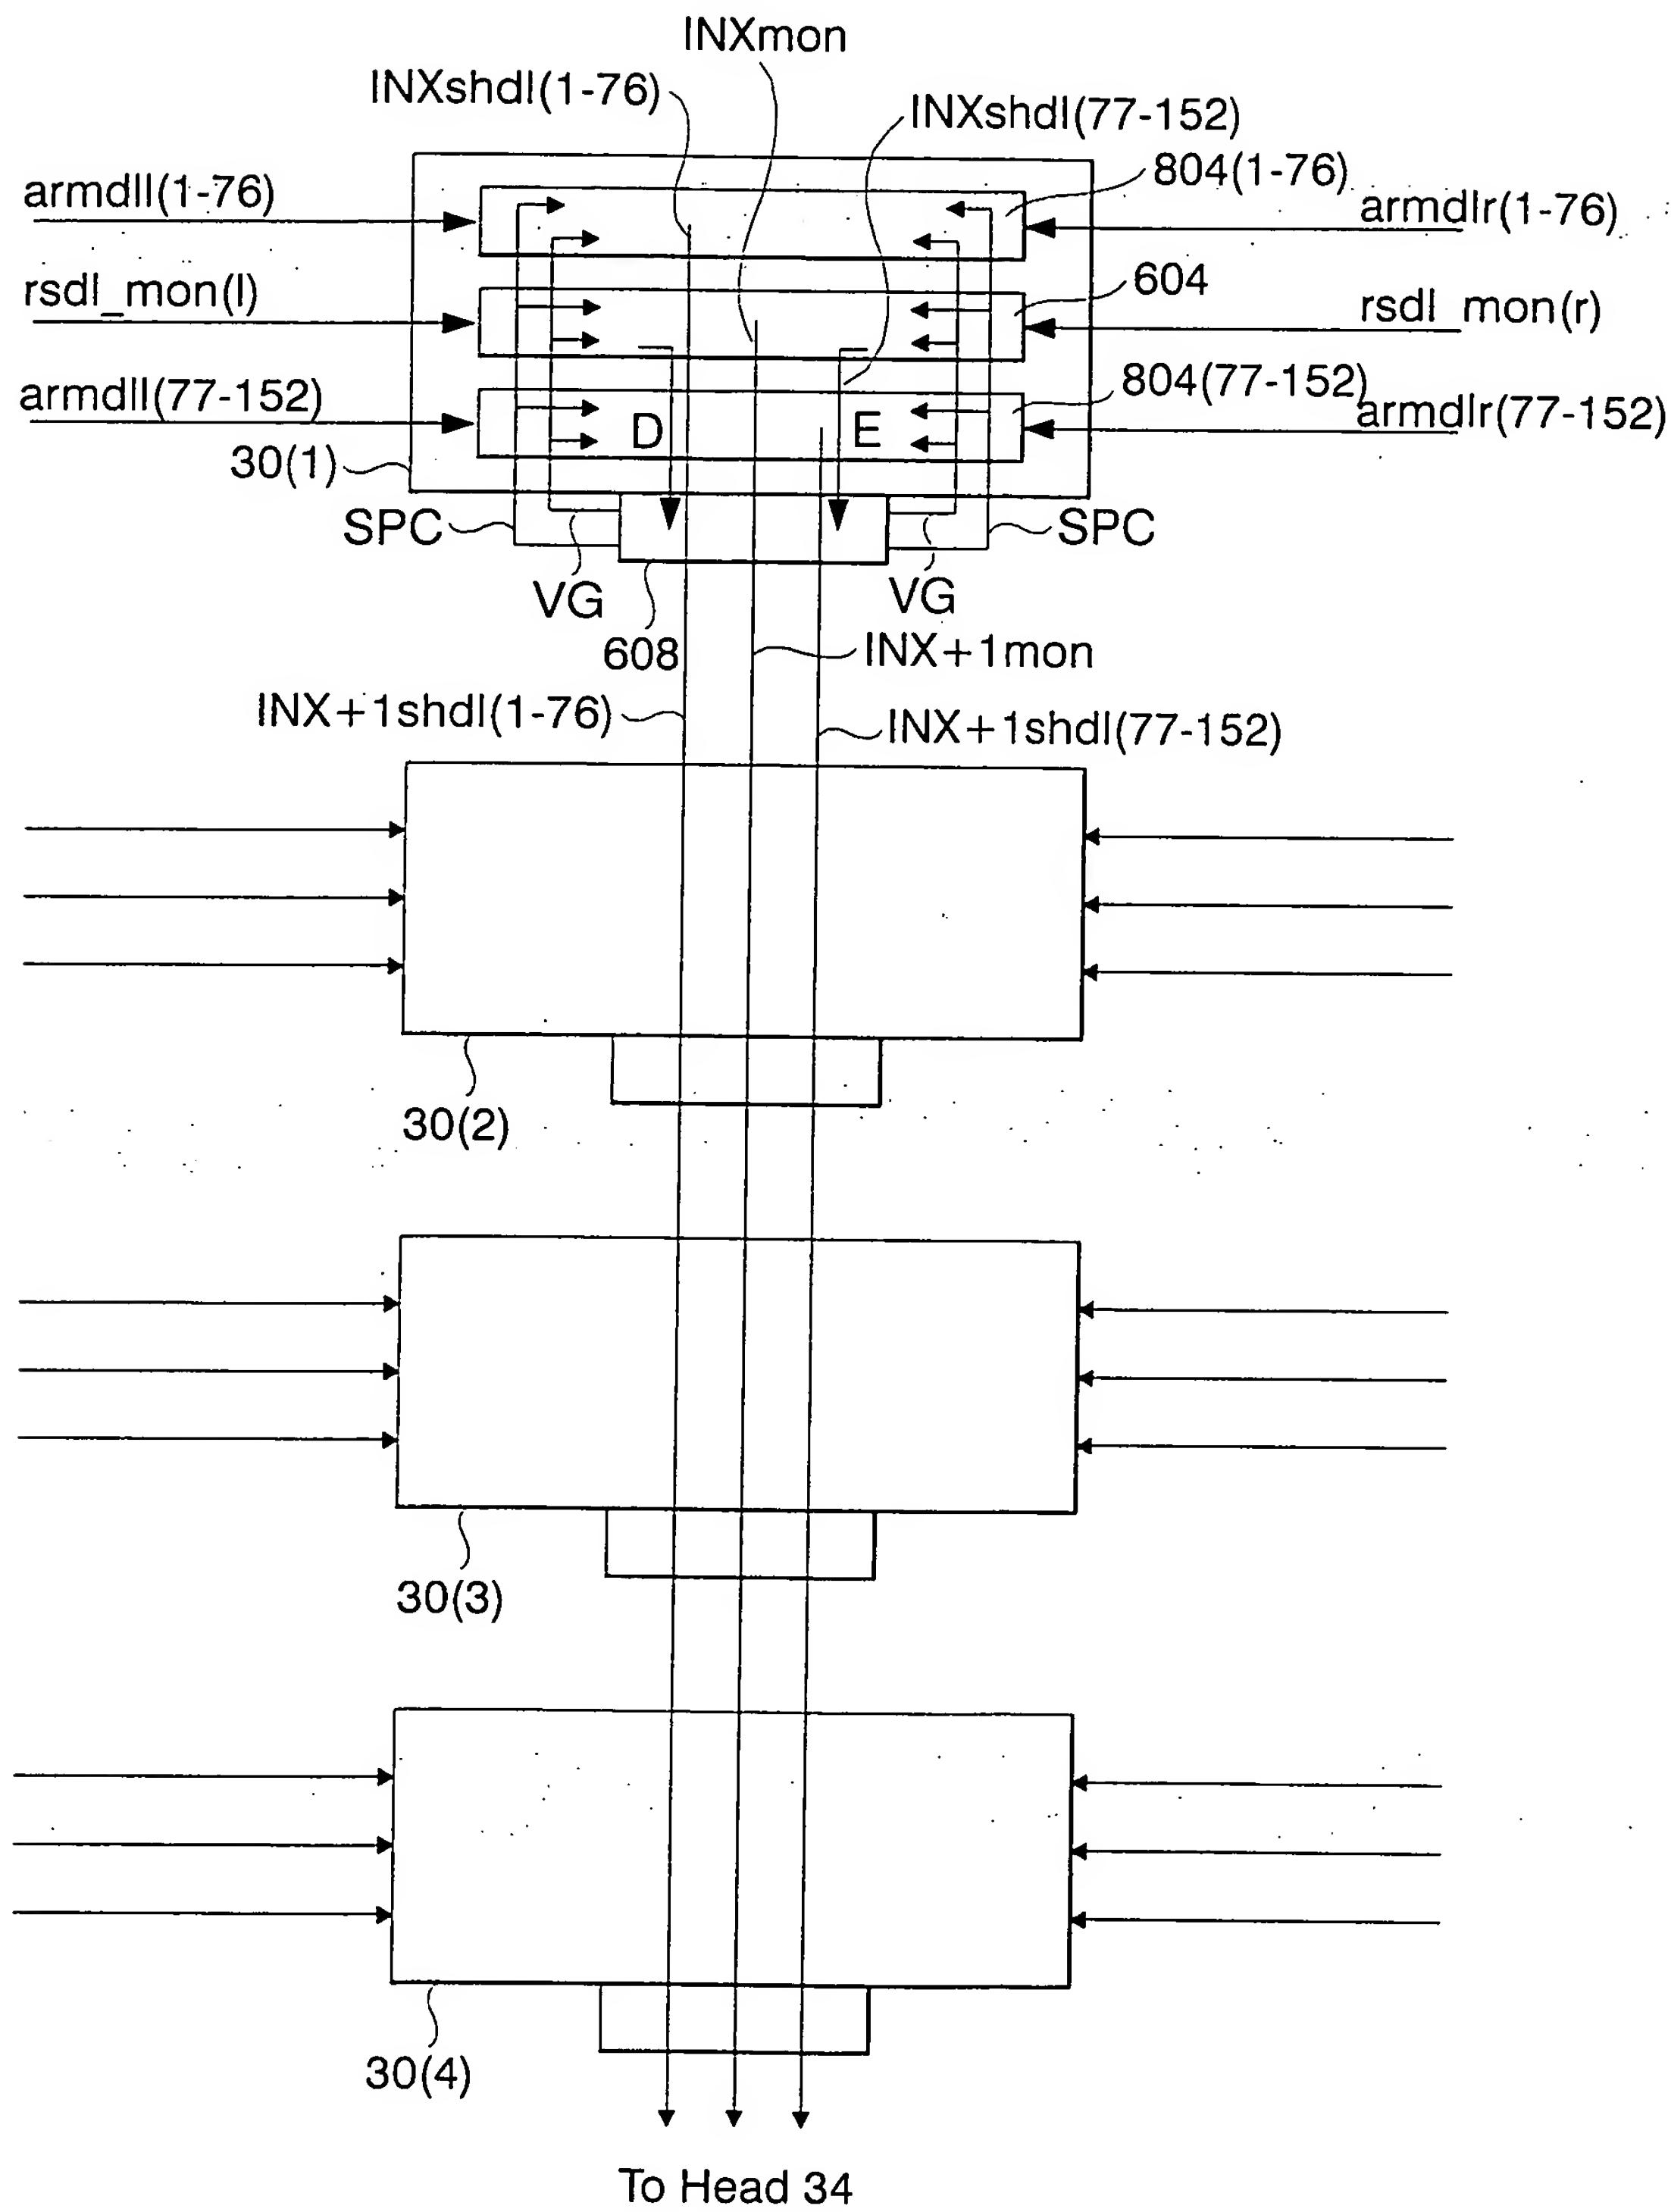 INXmon
INXshdl(1-76)
INXshdl(77-152)
804(1-76)
armdll(1-76)
armdlr(1-76)
604
rsdl_mon(l)
rsdl_mon(r)
804(77-152)
armdll(77-152)
armdlr(77-152)
D
E
30(1)
SPC
SPC
VG
VG
608
INX+1mon
INX+1shdl(1-76)
INX+1shdl(77-152)
30(2)
30(3)
30(4)
To Head 34